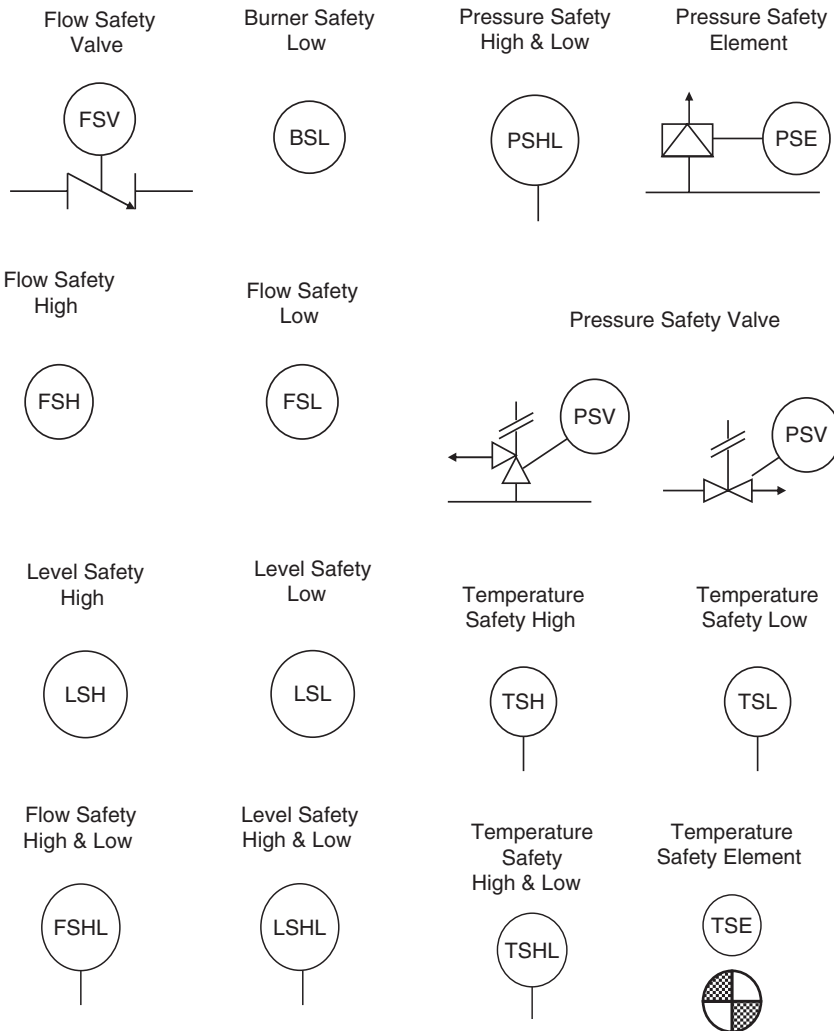 Flow Safety
Valve
FSV
Burner Safety
Low
BSL
Pressure Safety
High & Low
PSHL
Pressure Safety
Element
PSE
Flow Safety
High
FSH
Flow Safety
Low
FSL
Pressure Safety Valve
PSV
PSV
Level Safety
High
LSH
Level Safety
Low
LSL
Temperature
Safety High
TSH
Temperature
Safety Low
TSL
Flow Safety
High & Low
FSHL
Level Safety
High & Low
LSHL
Temperature
Safety
High & Low
TSHL
Temperature
Safety Element
TSE